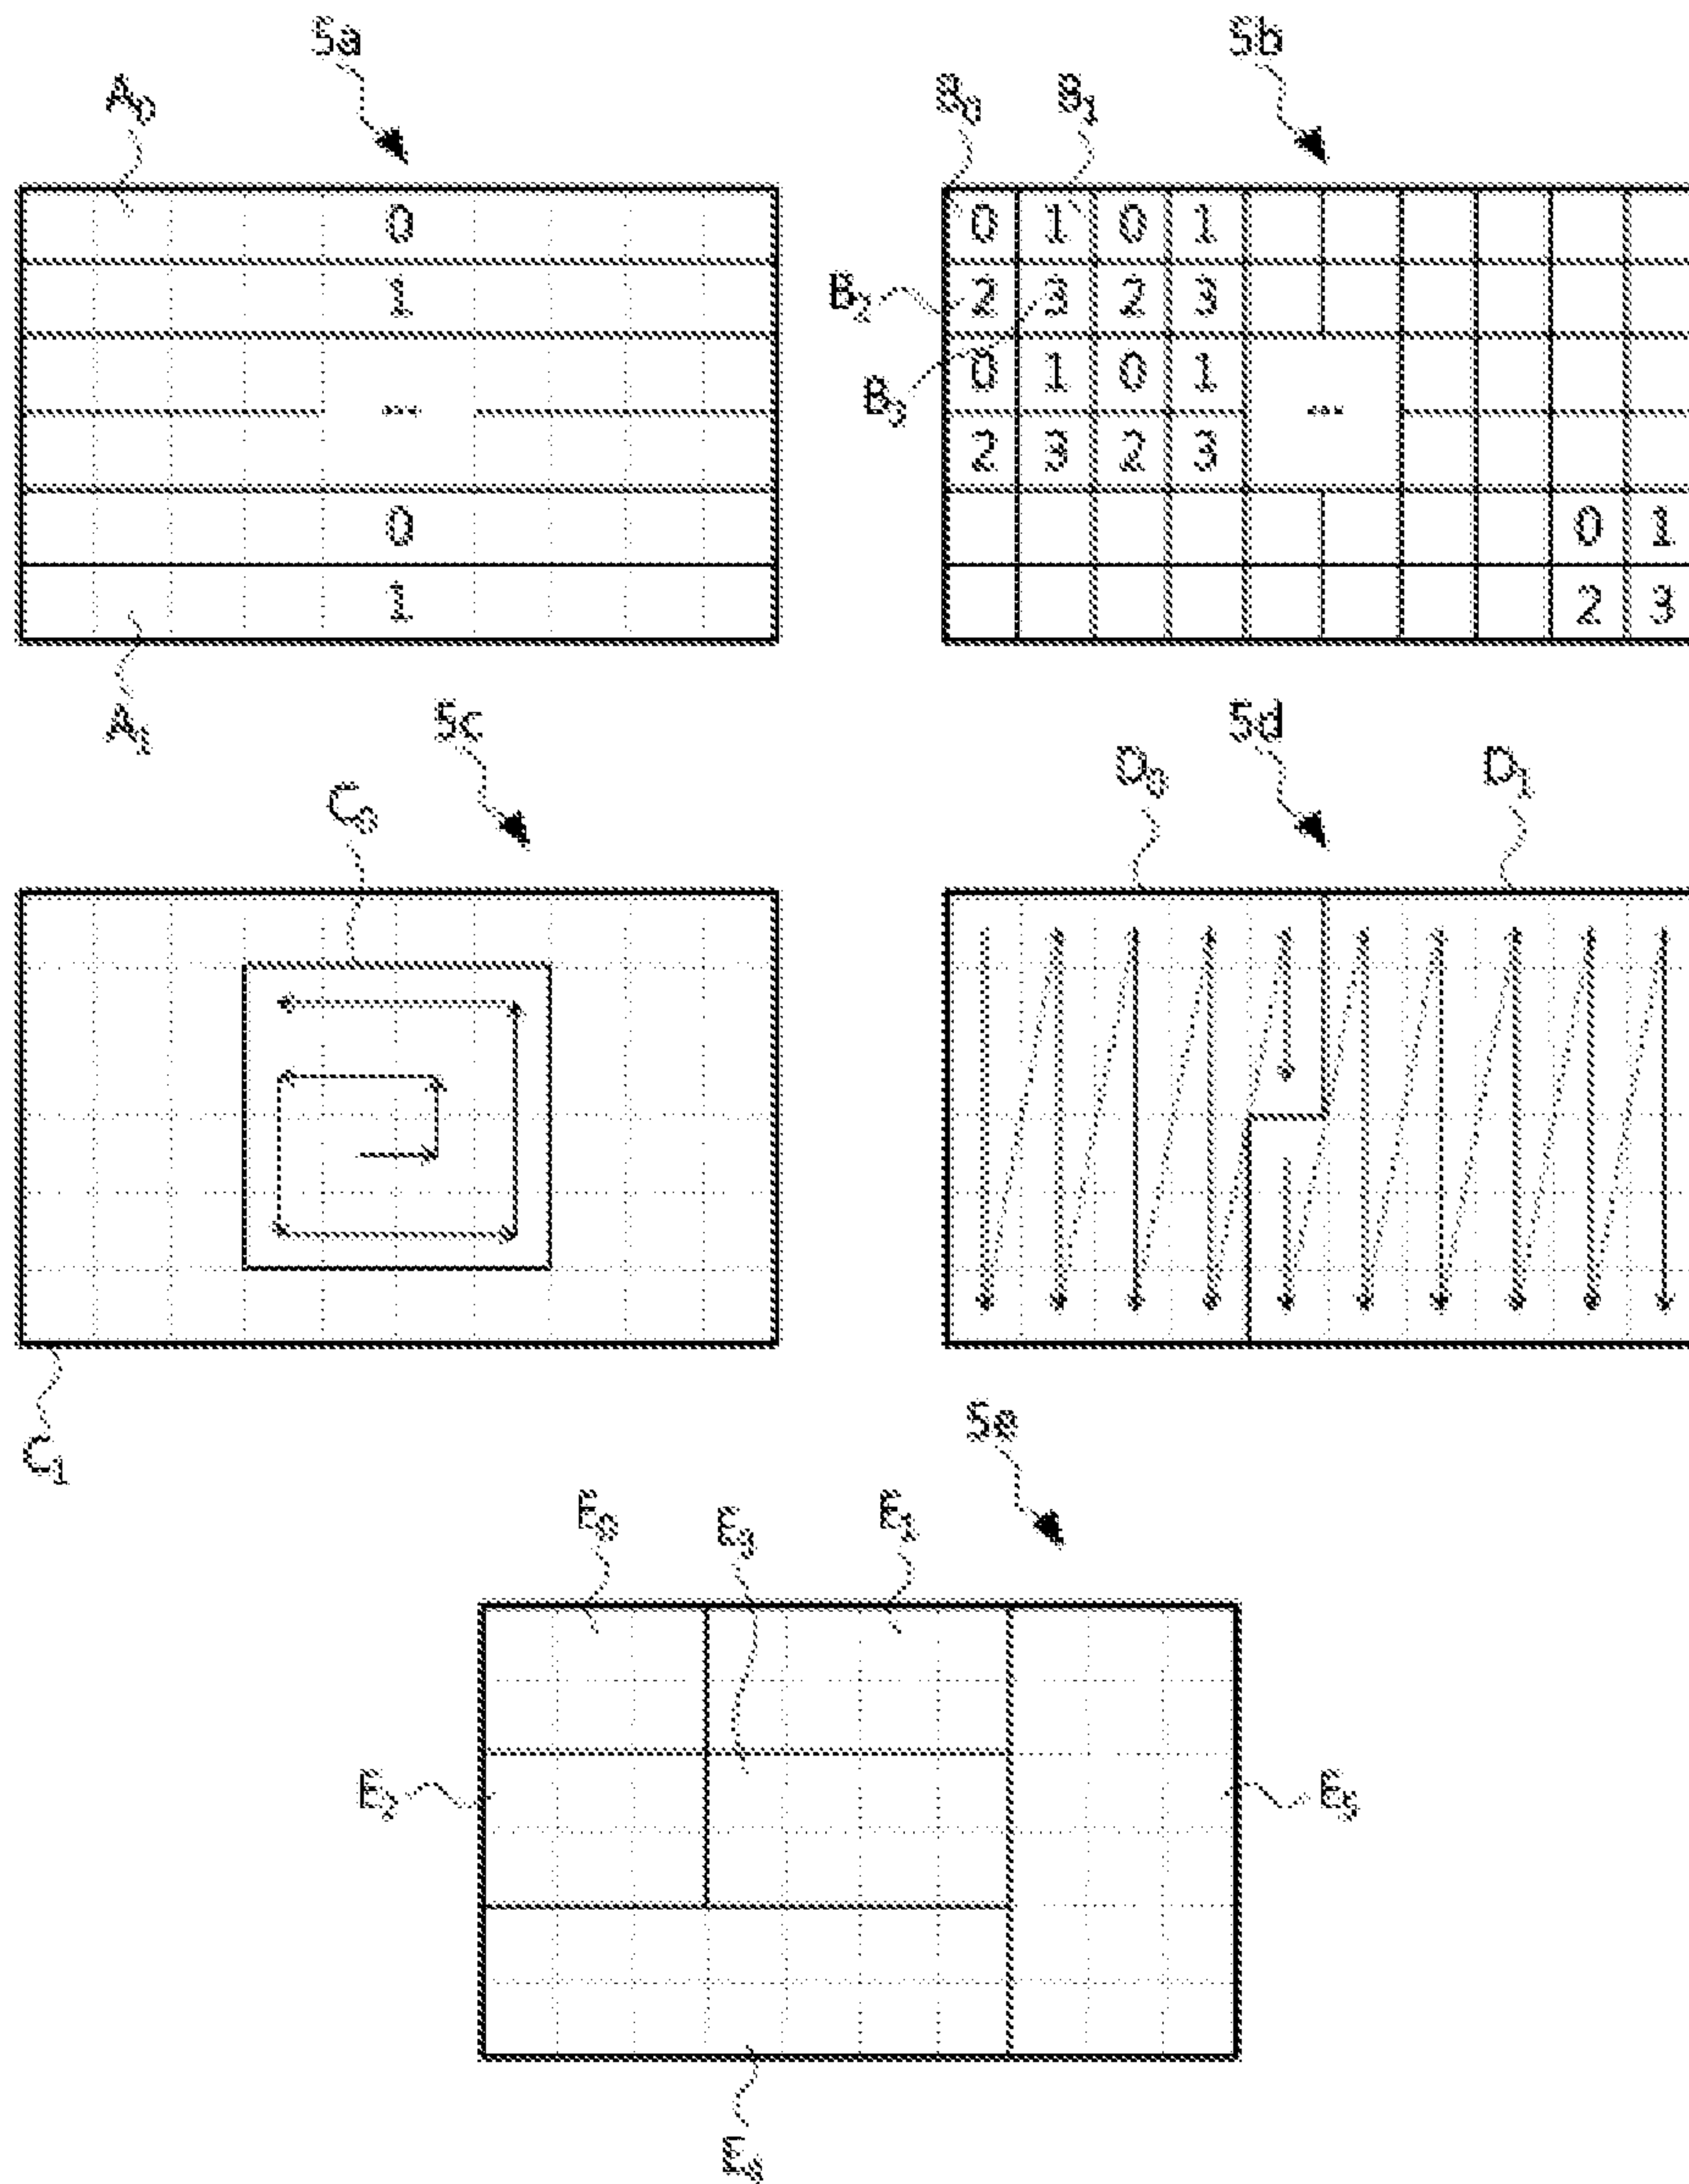 5a 5b
A₀ B₀ B₁
0 0 1 0 1
1 B₂ 2 3 2 3
0 1 0 1
... B₃ ...
2 3 2 3
0 0 1
1 2 3
A₁ 5c 5d
C₀ D₀ D₁
C₁ 5e
E₀ E₃ E₁
E₂ E₅
E₄